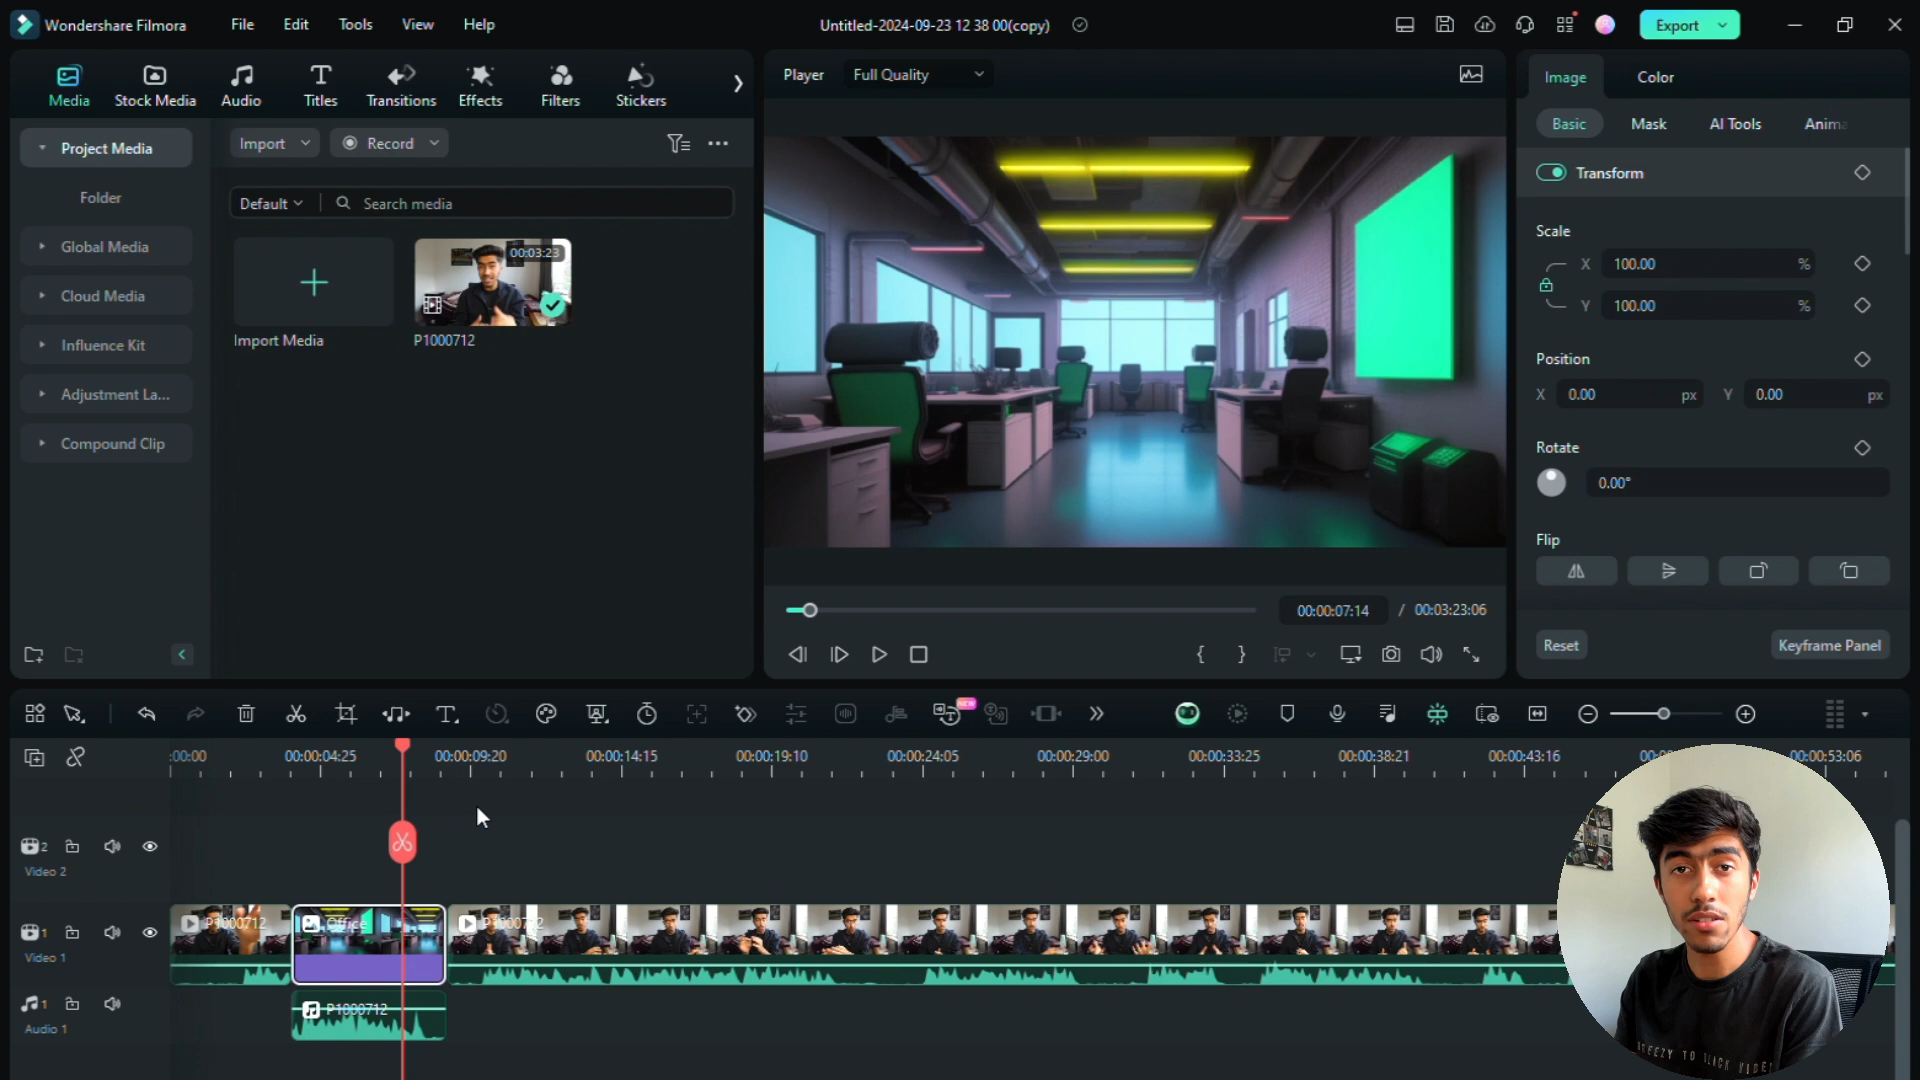 Wondershare Filmora
File
Edit
Tools
View
Help
Untitled-2024-09-23 12 38 00(copy)
Export
Media
Stock Media
Audio
Titles
Transitions
Effects
Filters
Stickers
Player
Full Quality
Image
Color
Project Media
Import
Record
Basic
Mask
AI Tools
Anima
Transform
Folder
Default
Search media
Global Media
Cloud Media
Influence Kit
Adjustment La...
Compound Clip
00:03:23
Import Media
P1000712
Scale
X 100.00 %
Y 100.00 %
Position
X 0.00 px
Y 0.00 px
Rotate
0.00°
Flip
00:00:07:14 / 00:03:23:06
Reset
Keyframe Panel
NEW
:00:00
00:00:04:25
00:00:09:20
00:00:14:15
00:00:19:10
00:00:24:05
00:00:29:00
00:00:33:25
00:00:38:21
00:00:43:16
00:00:53:06
2
Video 2
P1000712
Office
1
Video 1
1
P1000712
Audio 1